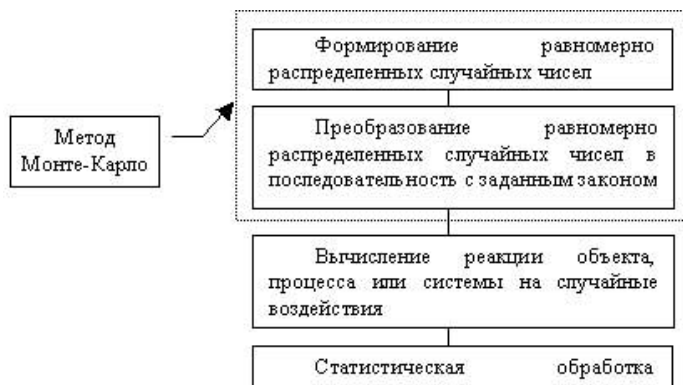 Формирование равномерно
распределенных случайных чисел
Метод
Монте-Карло
Преобразование равномерно
распределенных случайных чисел в
последовательность с заданным законом
Вычисление реакции объекта,
процесса или системы на случайные
воздействия
Статистическая обработка